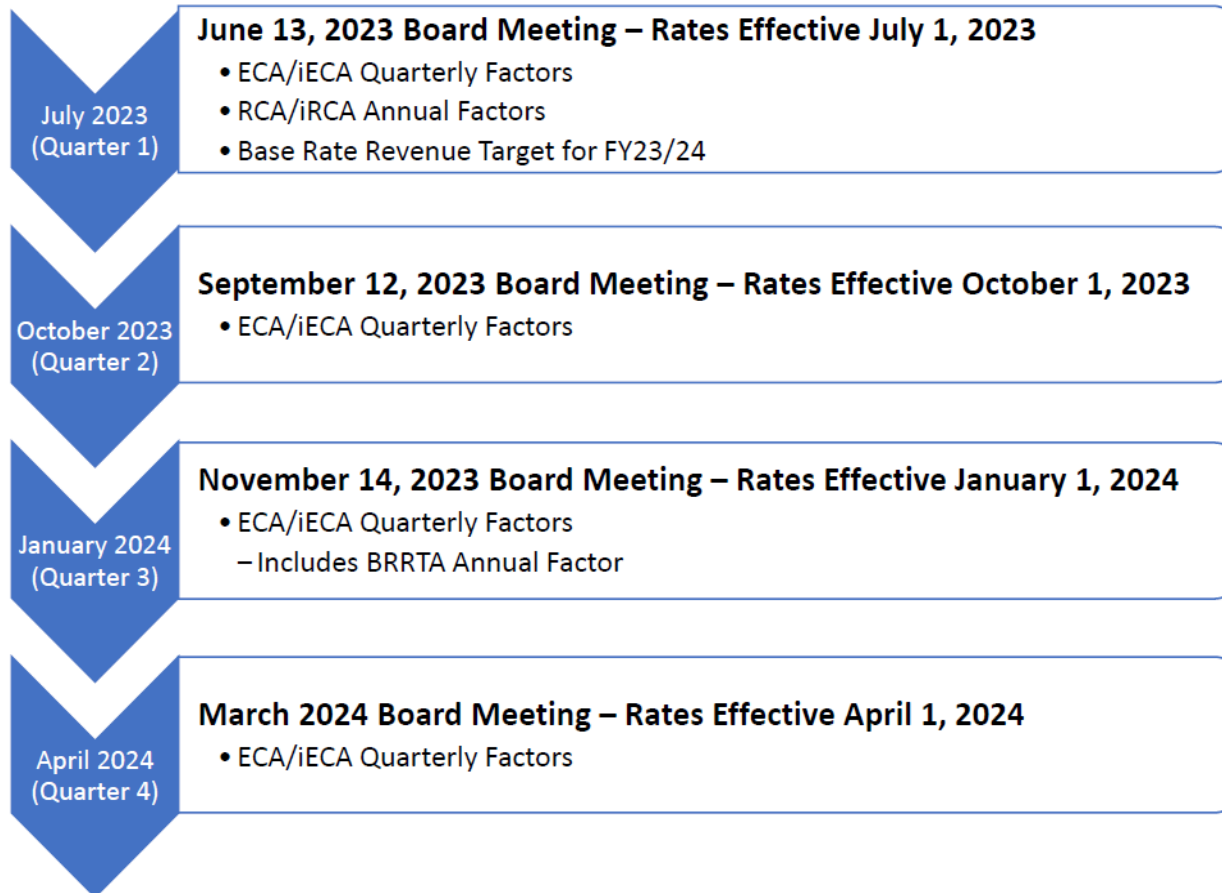 June 13, 2023 Board Meeting – Rates Effective July 1, 2023
• ECA/iECA Quarterly Factors
• RCA/iRCA Annual Factors
• Base Rate Revenue Target for FY23/24
July 2023
(Quarter 1)
September 12, 2023 Board Meeting – Rates Effective October 1, 2023
• ECA/iECA Quarterly Factors
October 2023
(Quarter 2)
November 14, 2023 Board Meeting – Rates Effective January 1, 2024
• ECA/iECA Quarterly Factors
– Includes BRRTA Annual Factor
January 2024
(Quarter 3)
March 2024 Board Meeting – Rates Effective April 1, 2024
• ECA/iECA Quarterly Factors
April 2024
(Quarter 4)